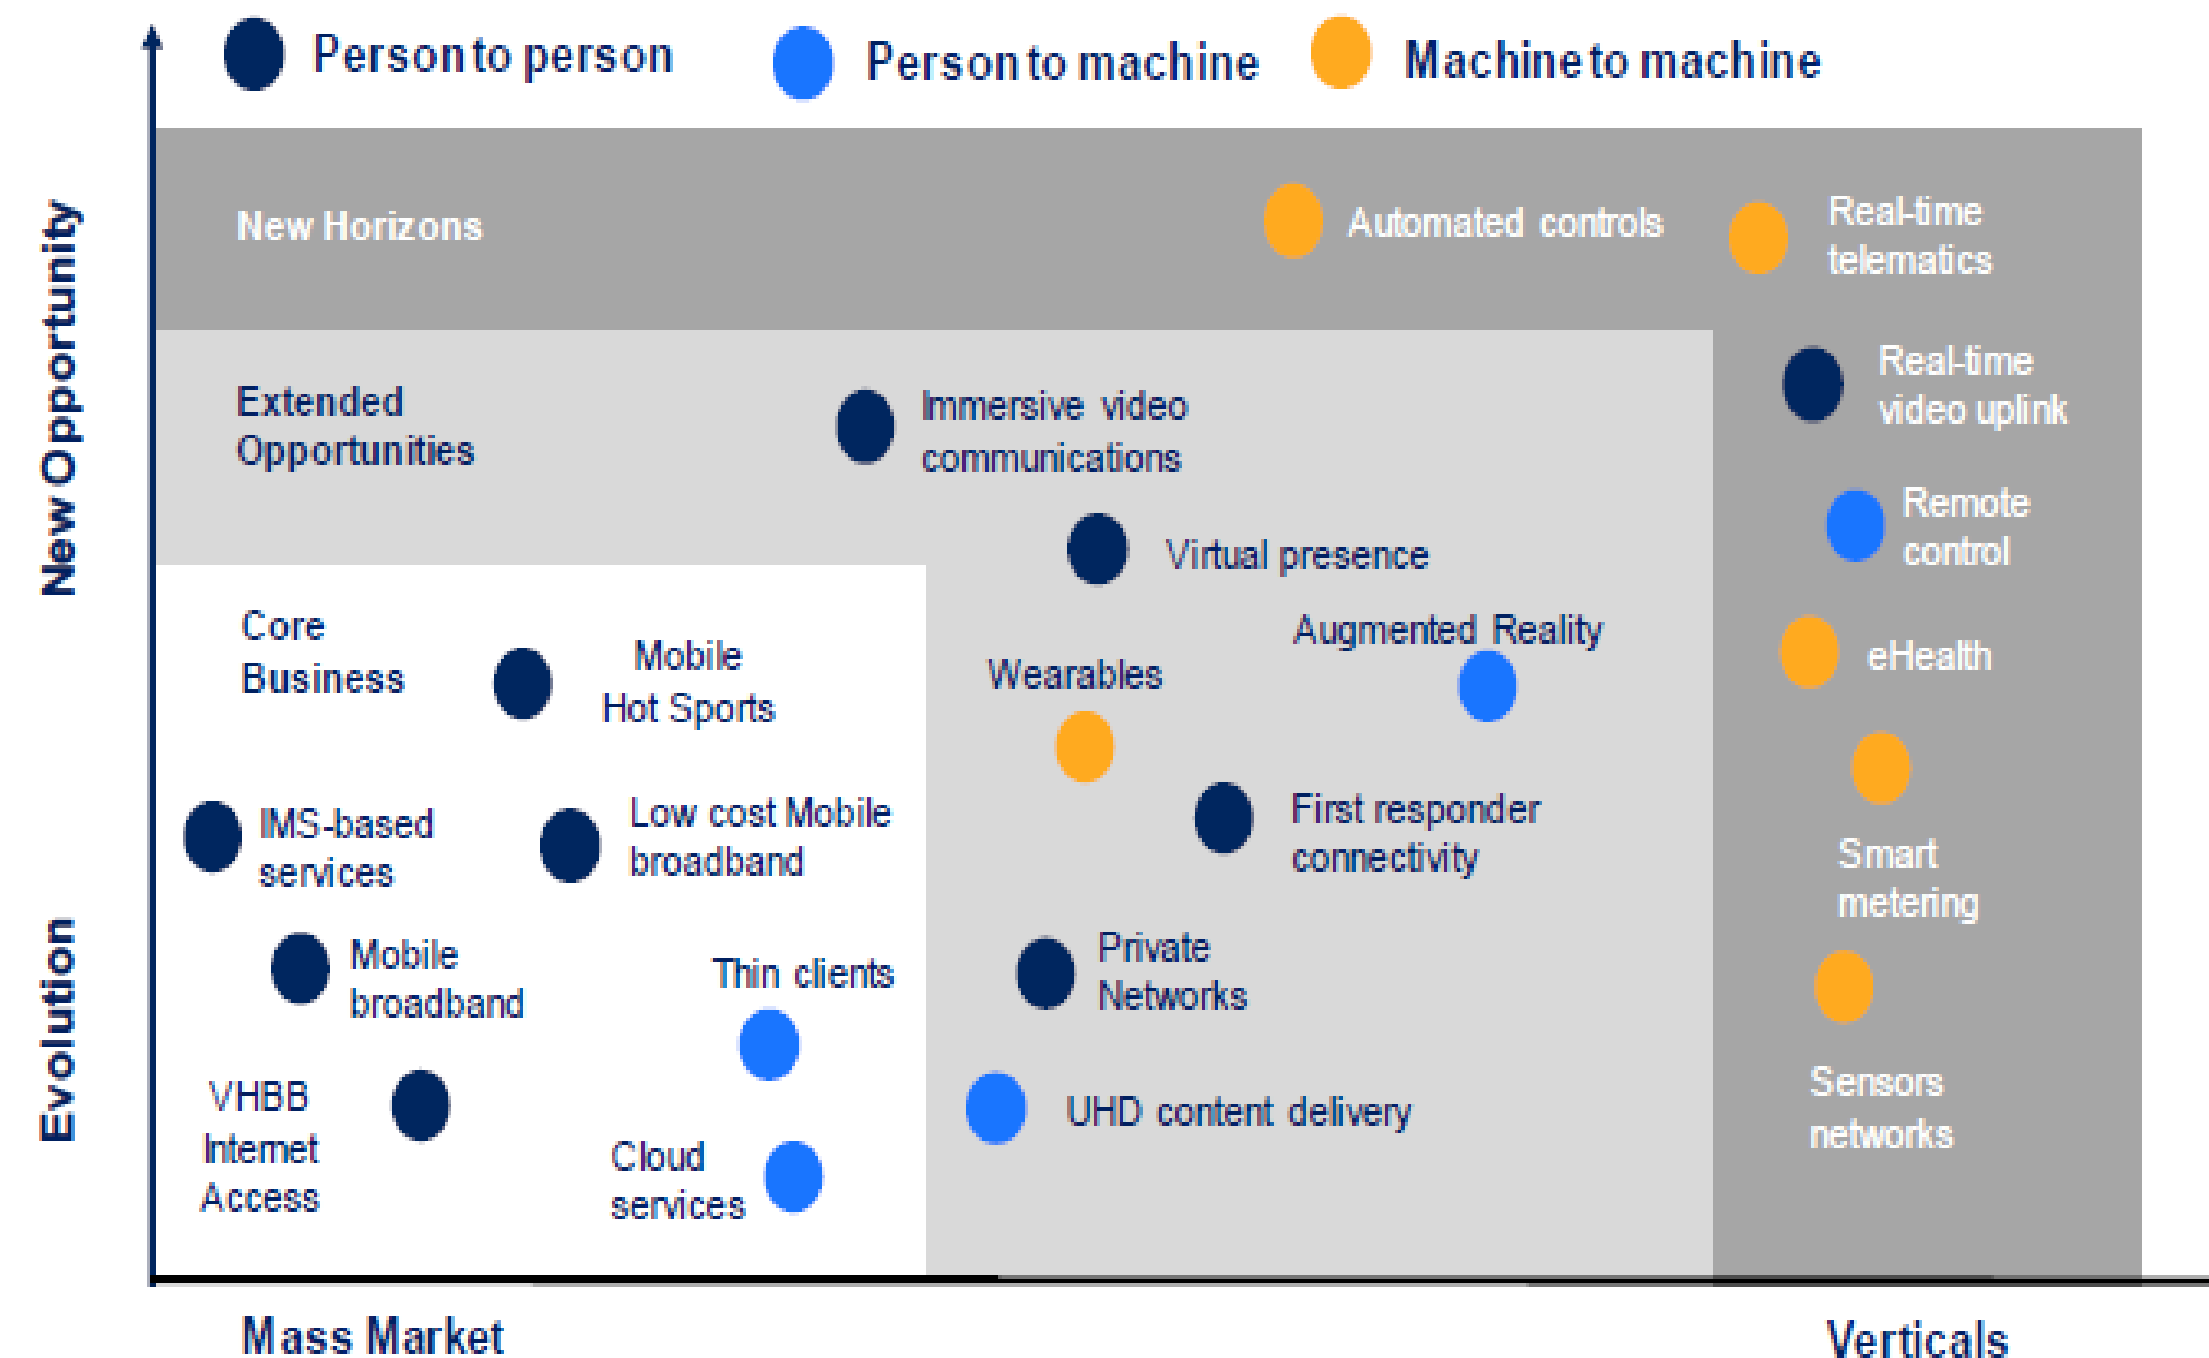 Person to person
Person to machine
Machine to machine
New Opportunity
Evolution
New Horizons
Automated controls
Real-time
telematics
Extended
Opportunities
Immersive video
communications
Real-time
video uplink
Virtual presence
Remote
control
Core
Business
Mobile
Hot Sports
Wearables
Augmented Reality
eHealth
IMS-based
services
Low cost Mobile
broadband
First responder
connectivity
Smart
metering
Mobile
broadband
Thin clients
Private
Networks
VHBB
Internet
Access
Cloud
services
UHD content delivery
Sensors
networks
Mass Market
Verticals